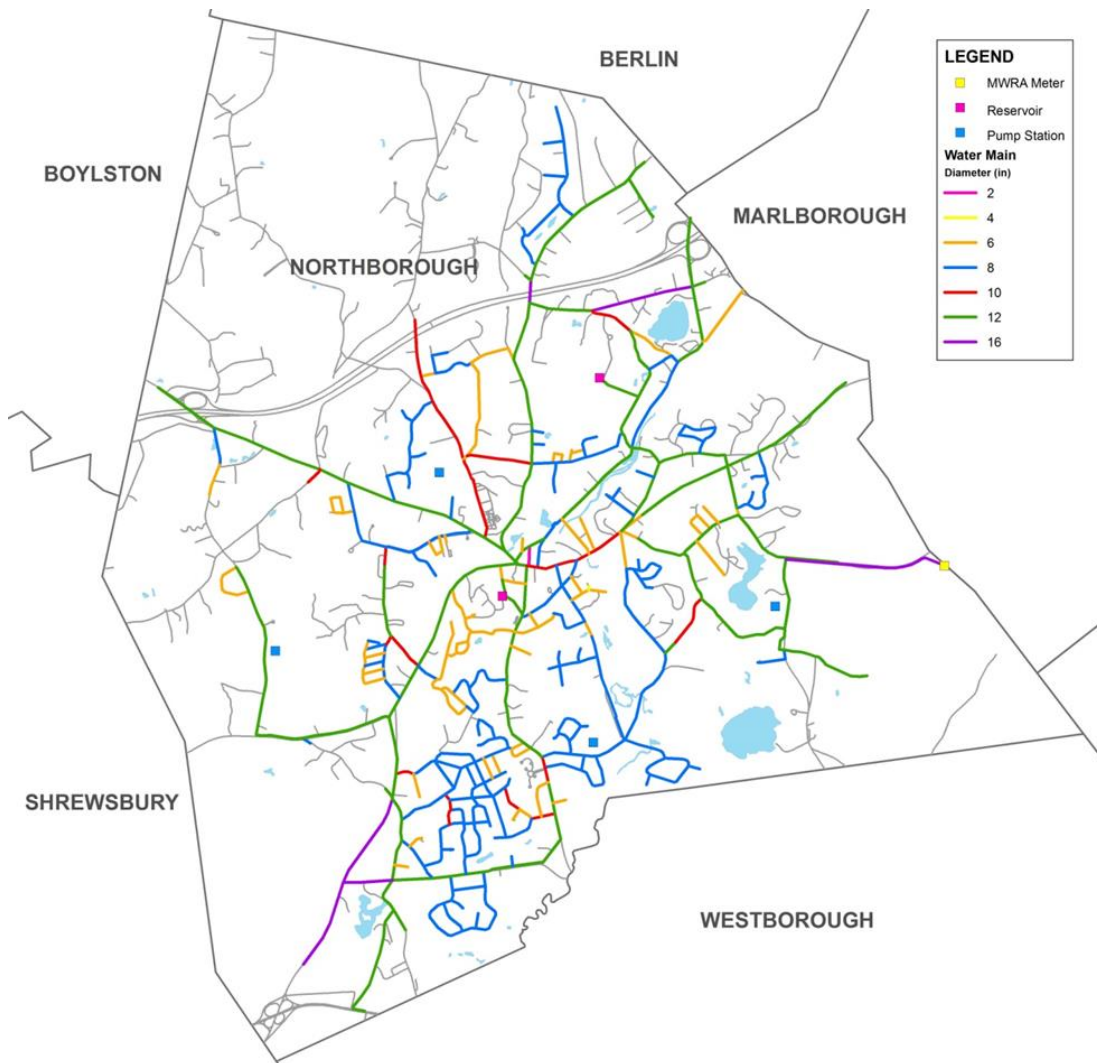 BERLIN
LEGEND
MWRA Meter
Reservoir
Pump Station
Water Main
Diameter (in)
2
4
6
8
10
12
16
BOYLSTON
MARLBOROUGH
NORTHBOROUGH
SHREWSBURY
WESTBOROUGH